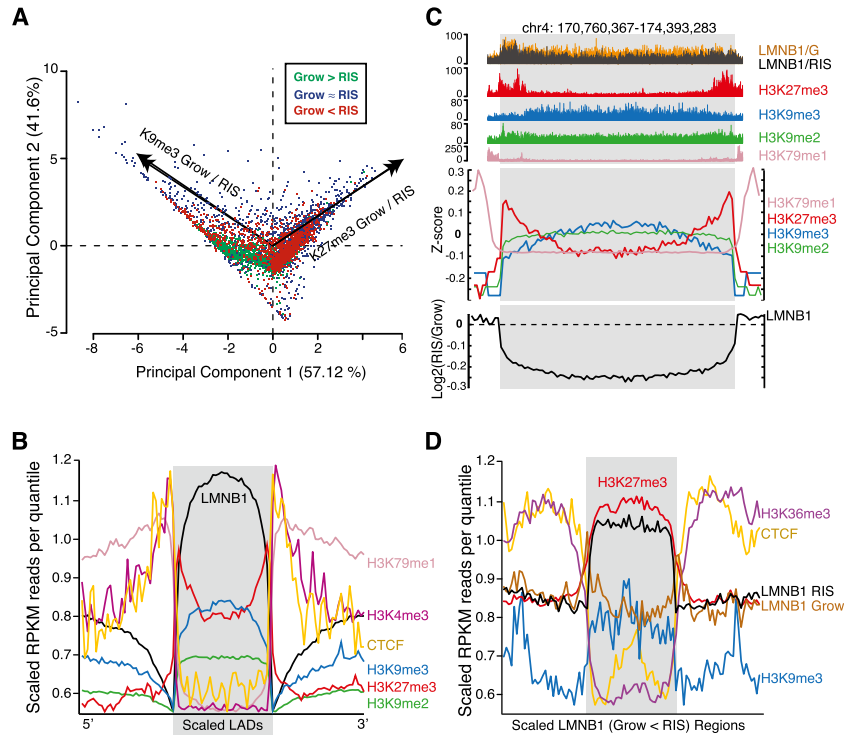 A
10
5
0
-5
Principal Component 2 (41.6%)
Grow > RIS
Grow ≈ RIS
Grow < RIS
K9me3 Grow / RIS
K27me3 Grow / RIS
-8
-6
-4
-2
0
2
4
6
Principal Component 1 (57.12 %)
C
chr4: 170,760,367-174,393,283
100
0
LMNB1/G
LMNB1/RIS
100
0
H3K27me3
80
0
H3K9me3
80
0
H3K9me2
250
0
H3K79me1
0.3
0.2
0.1
0
-0.1
-0.2
Z-score
H3K79me1
H3K27me3
H3K9me3
H3K9me2
0
-0.1
-0.2
-0.3
Log2(RIS/Grow)
LMNB1
B
1.2
1.1
1.0
0.9
0.8
0.7
0.6
Scaled RPKM reads per quantile
LMNB1
H3K79me1
H3K4me3
CTCF
H3K9me3
H3K27me3
H3K9me2
5'
Scaled LADs
3'
D
1.2
1.1
1.0
0.9
0.8
0.7
0.6
Scaled RPKM reads per quantile
H3K27me3
H3K36me3
CTCF
LMNB1 RIS
LMNB1 Grow
H3K9me3
Scaled LMNB1 (Grow < RIS) Regions